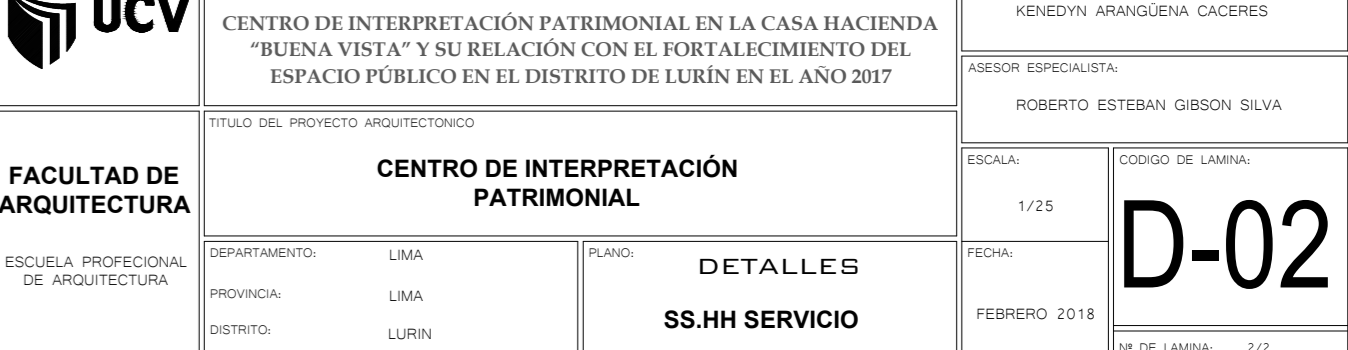 UCV
CENTRO DE INTERPRETACIÓN PATRIMONIAL EN LA CASA HACIENDA
“BUENA VISTA” Y SU RELACIÓN CON EL FORTALECIMIENTO DEL
ESPACIO PÚBLICO EN EL DISTRITO DE LURÍN EN EL AÑO 2017
KENEDYN ARANGÜENA CACERES
ASESOR ESPECIALISTA:
ROBERTO ESTEBAN GIBSON SILVA
FACULTAD DE
ARQUITECTURA
ESCUELA PROFECIONAL
DE ARQUITECTURA
TITULO DEL PROYECTO ARQUITECTONICO
CENTRO DE INTERPRETACIÓN
PATRIMONIAL
DEPARTAMENTO: LIMA
PROVINCIA: LIMA
DISTRITO: LURIN
PLANO:
DETALLES
SS.HH SERVICIO
ESCALA:
1/25
FECHA:
FEBRERO 2018
CODIGO DE LAMINA:
D-02
Nº DE LAMINA: 2/2